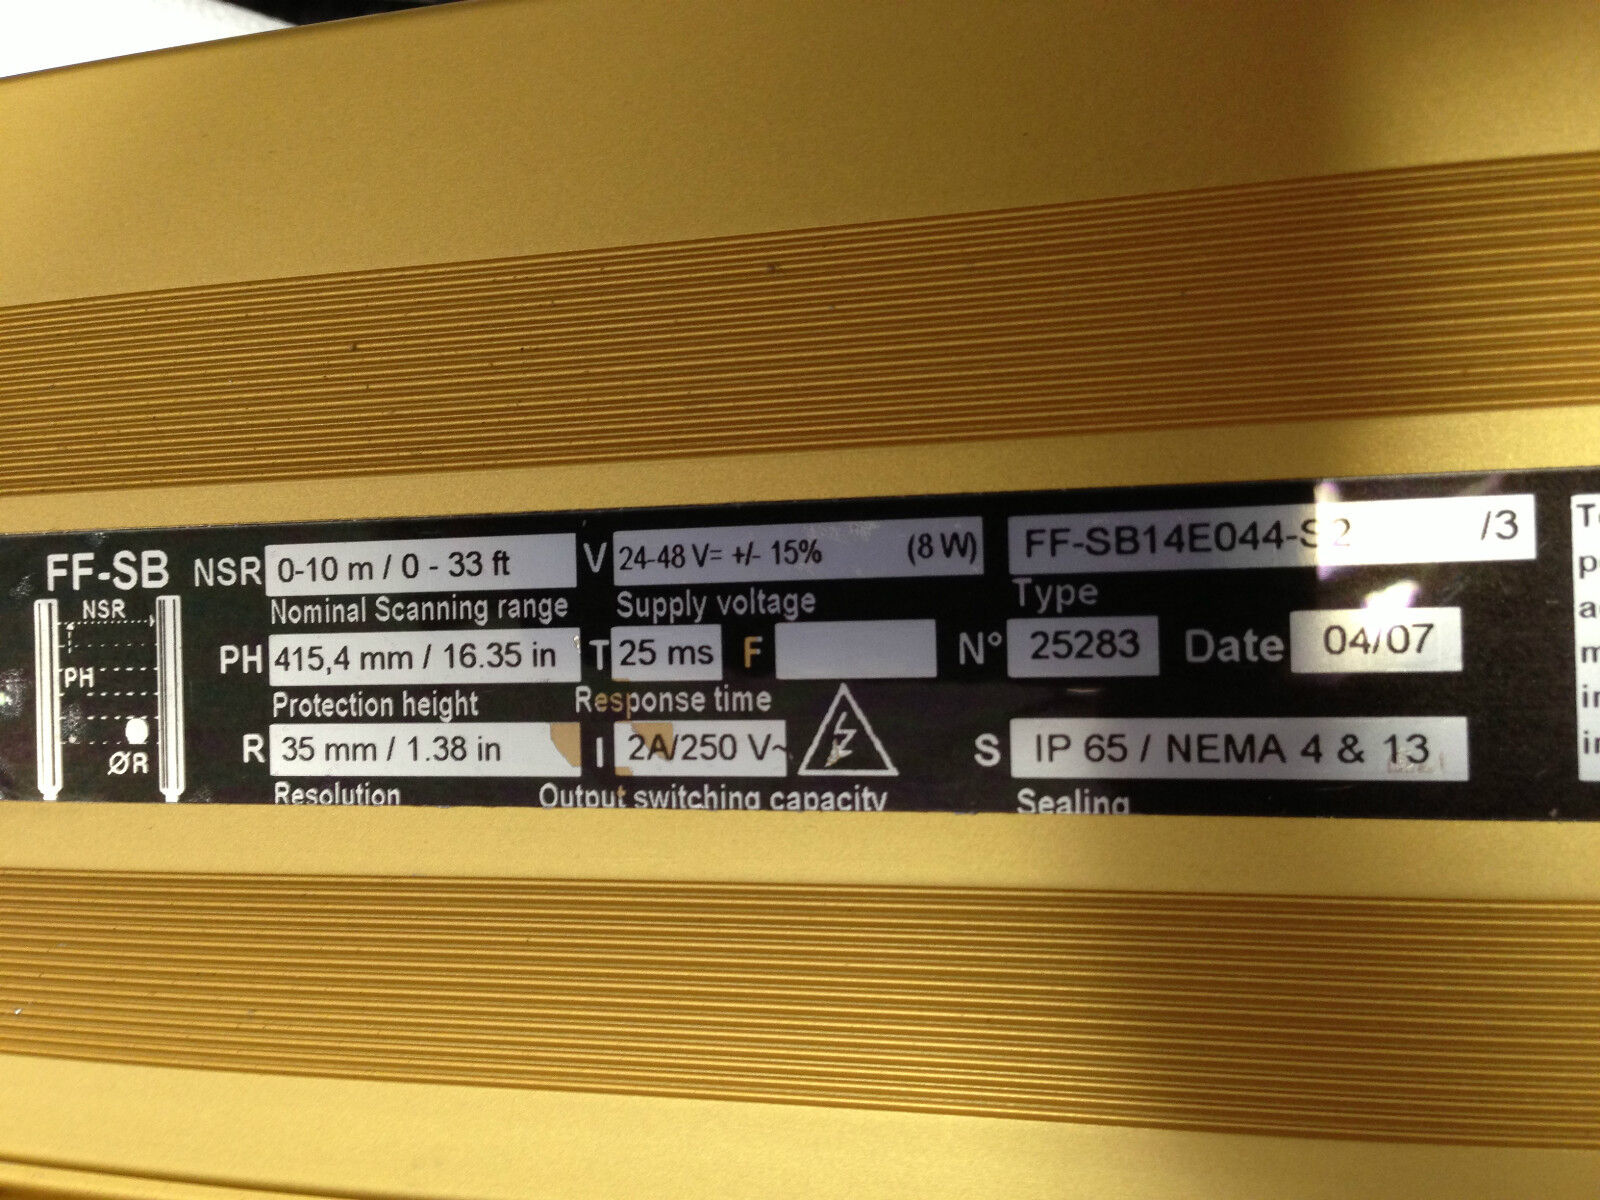 FF-SB
NSR 0-10 m / 0 - 33 ft
Nominal Scanning range
V 24-48 V= +/- 15% (8 W)
Supply voltage
FF-SB14E044-S2 /3
Type
NSR
PH
ØR
PH 415,4 mm / 16.35 in
Protection height
T 25 ms
Response time
F
N° 25283
Date 04/07
R 35 mm / 1.38 in
Resolution
I 2A/250 V~
Output switching capacity
S IP 65 / NEMA 4 & 13
Sealing